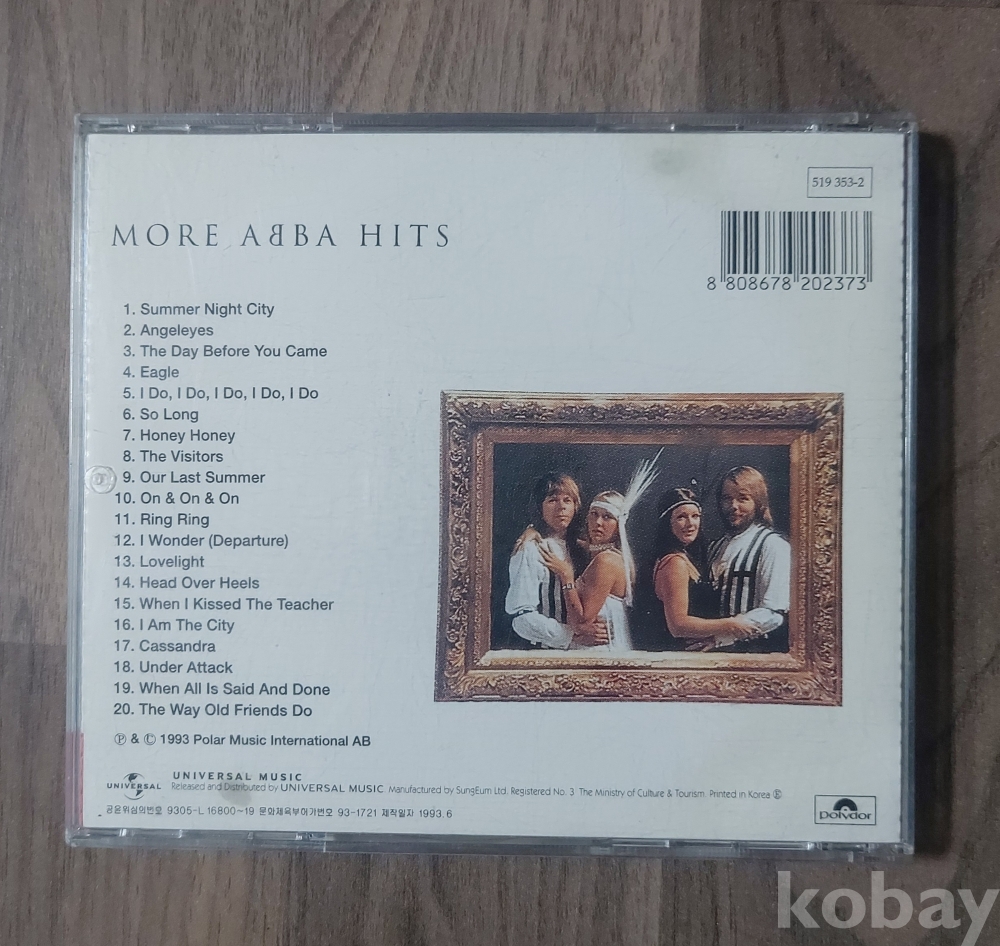 519 353-2
MORE AᗺBA HITS
8 808678 202373
1. Summer Night City
2. Angeleyes
3. The Day Before You Came
4. Eagle
5. I Do, I Do, I Do, I Do, I Do
6. So Long
7. Honey Honey
8. The Visitors
9. Our Last Summer
10. On & On & On
11. Ring Ring
12. I Wonder (Departure)
13. Lovelight
14. Head Over Heels
15. When I Kissed The Teacher
16. I Am The City
17. Cassandra
18. Under Attack
19. When All Is Said And Done
20. The Way Old Friends Do
℗ & © 1993 Polar Music International AB
UNIVERSAL
UNIVERSAL MUSIC
Released and Distributed by UNIVERSAL MUSIC Manufactured by SungEum Ltd. Registered No. 3 The Ministry of Culture & Tourism. Printed in Korea
공윤위심의번호 9305-L 16800~19 문화체육부허가번호 93-1721 제작일자 1993.6
Polydor
kobay